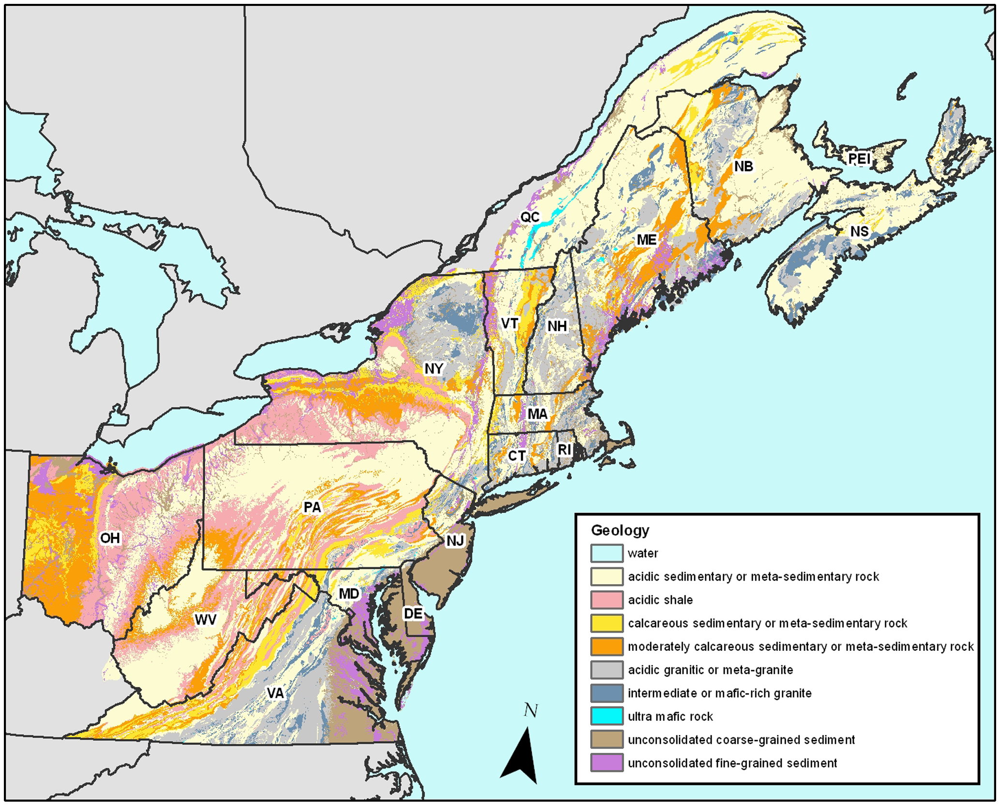 QC
NB
PEI
NS
ME
VT
NH
NY
MA
CT
RI
PA
OH
NJ
MD
DE
WV
VA
N
Geology
water
acidic sedimentary or meta-sedimentary rock
acidic shale
calcareous sedimentary or meta-sedimentary rock
moderately calcareous sedimentary or meta-sedimentary rock
acidic granitic or meta-granite
intermediate or mafic-rich granite
ultra mafic rock
unconsolidated coarse-grained sediment
unconsolidated fine-grained sediment